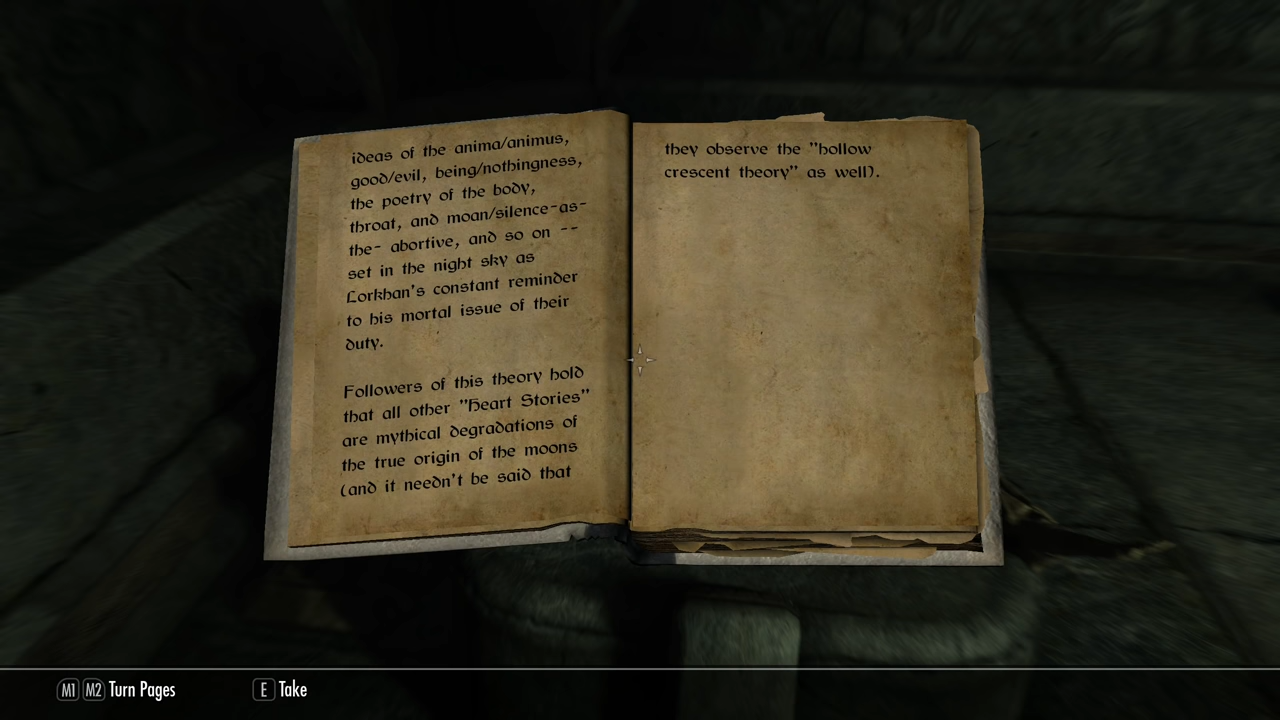 ideas of the anima/animus,
good/evil, being/nothingness,
the poetry of the body,
throat, and moan/silence-as-
the- abortive, and so on --
set in the night sky as
Lorkhan's constant reminder
to his mortal issue of their
duty.
Followers of this theory hold
that all other "Heart Stories"
are mythical degradations of
the true origin of the moons
(and it needn't be said that
they observe the "hollow
crescent theory" as well).
M1 M2 Turn Pages
E Take